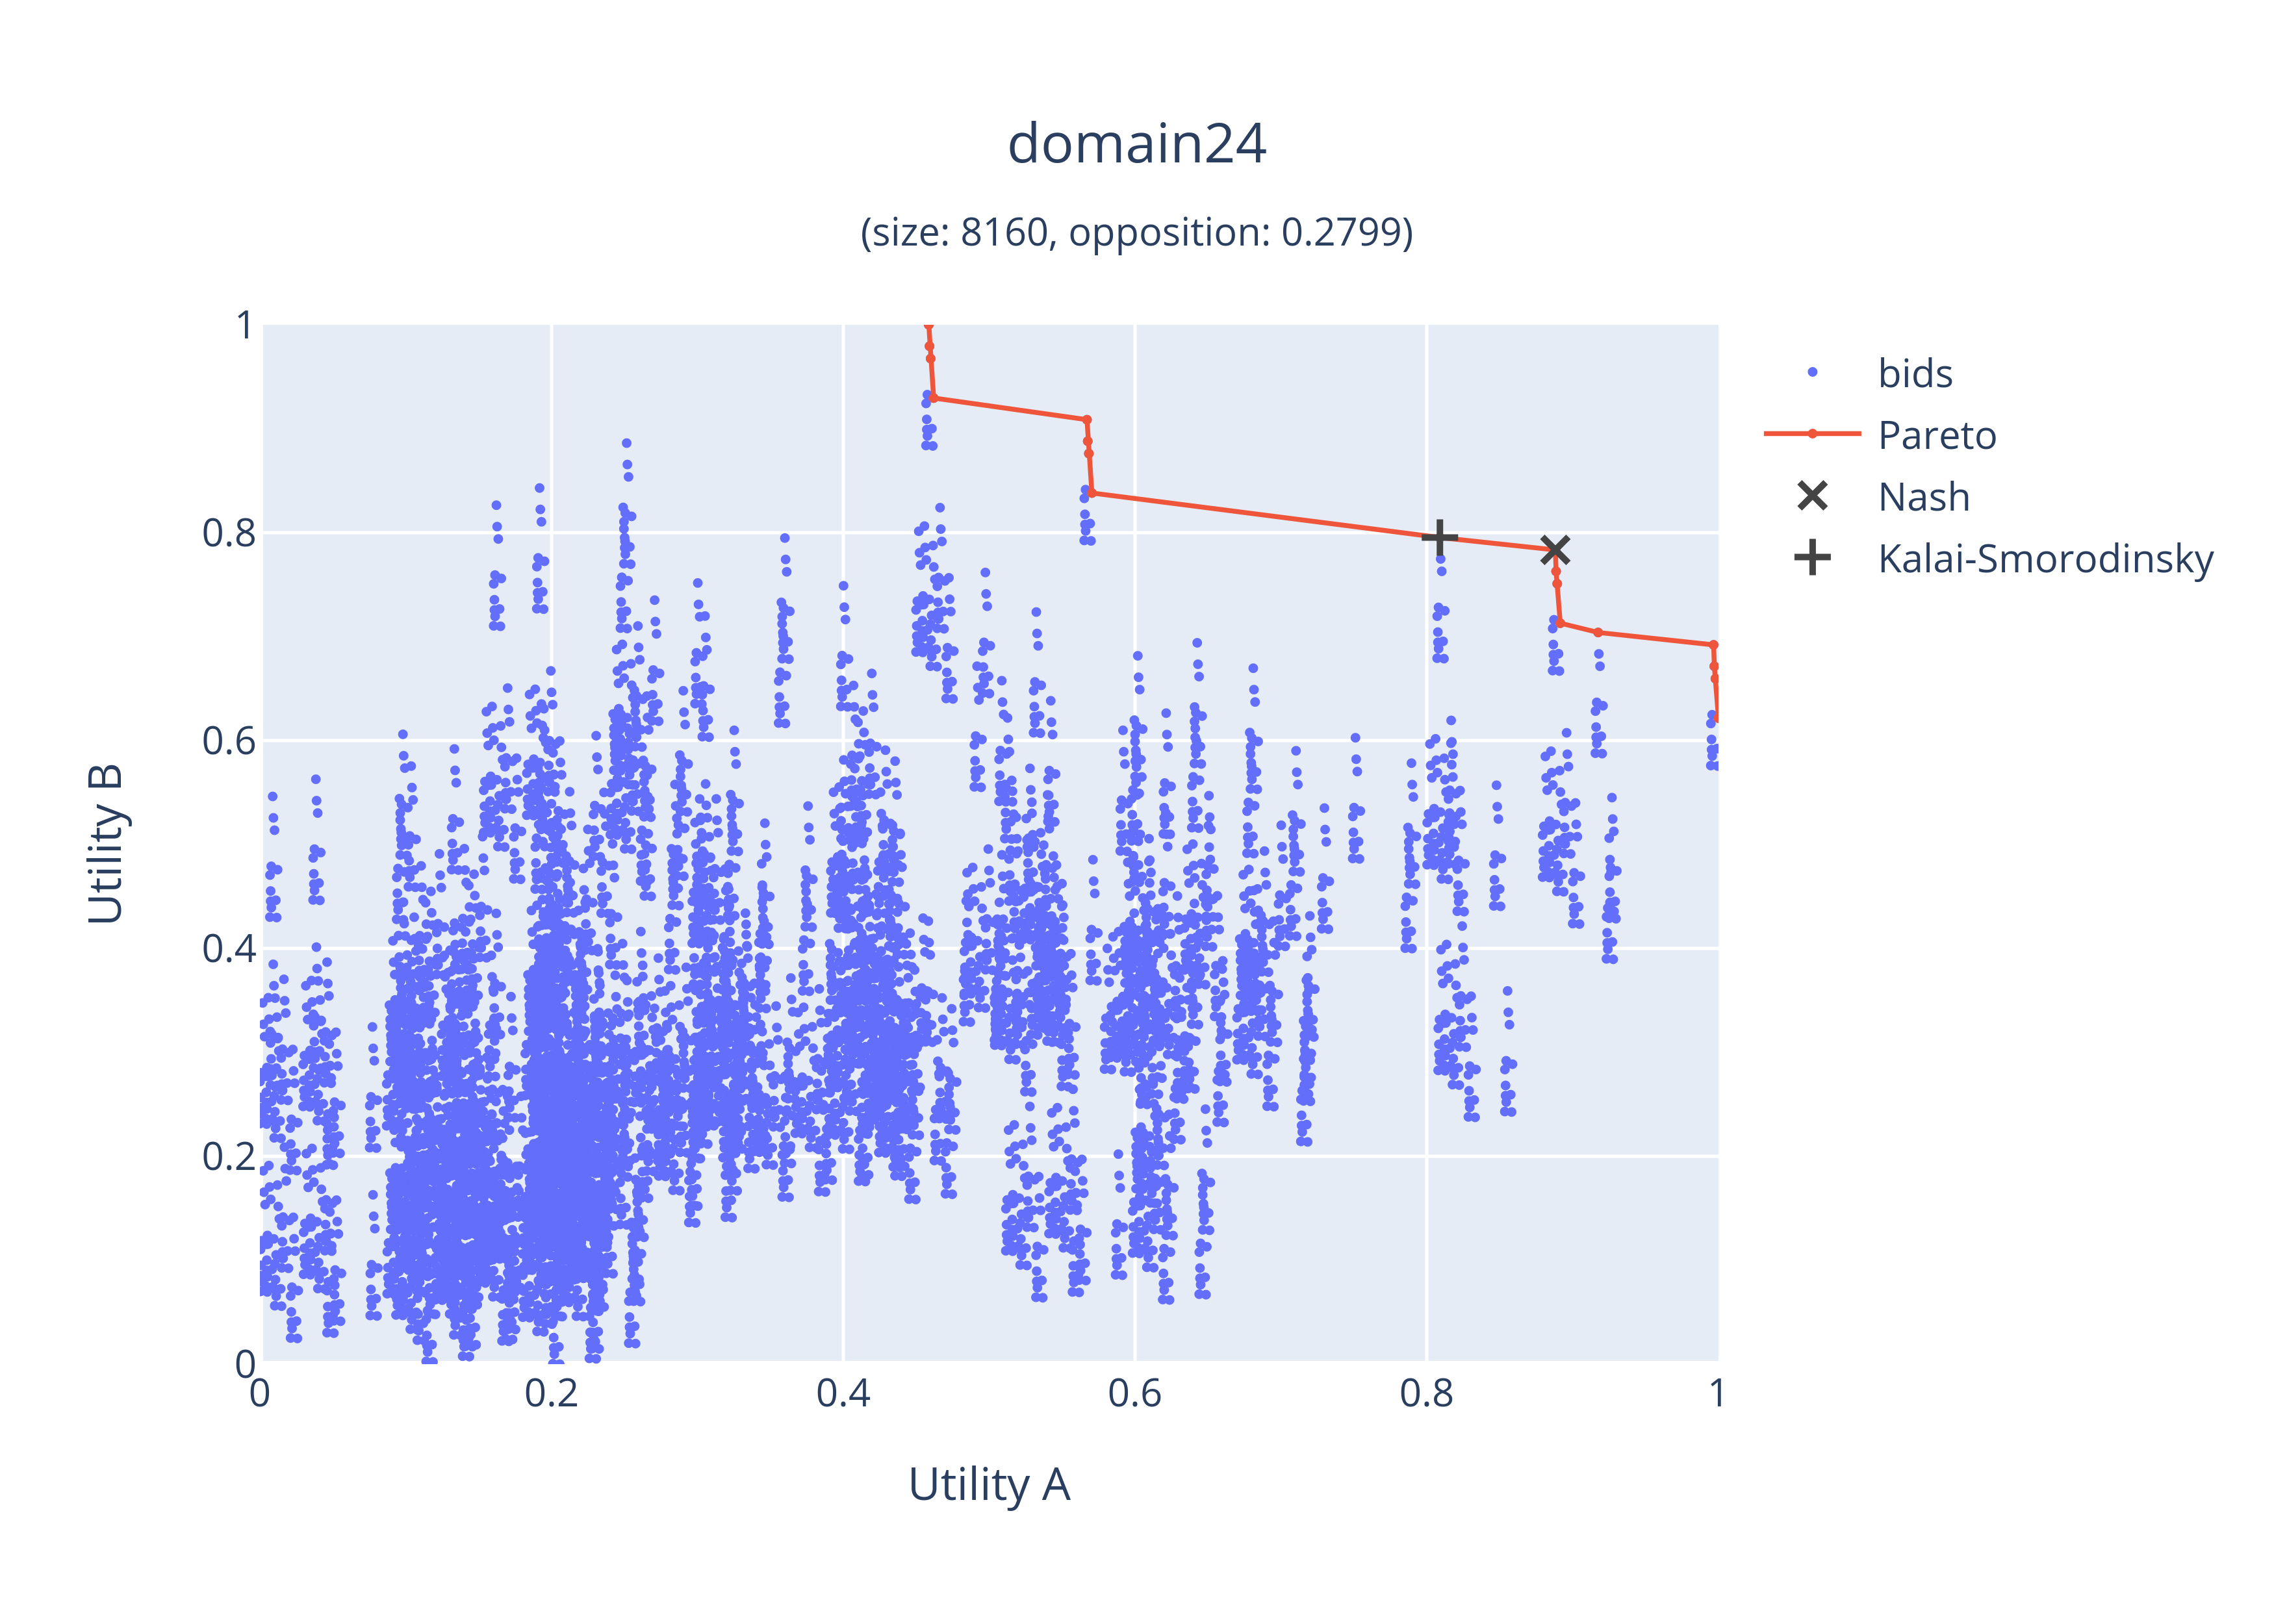 domain24
(size: 8160, opposition: 0.2799)
bids
Pareto
Nash
Kalai-Smorodinsky
Utility B
1
0.8
0.6
0.4
0.2
0
0 0.2 0.4 0.6 0.8 1
Utility A